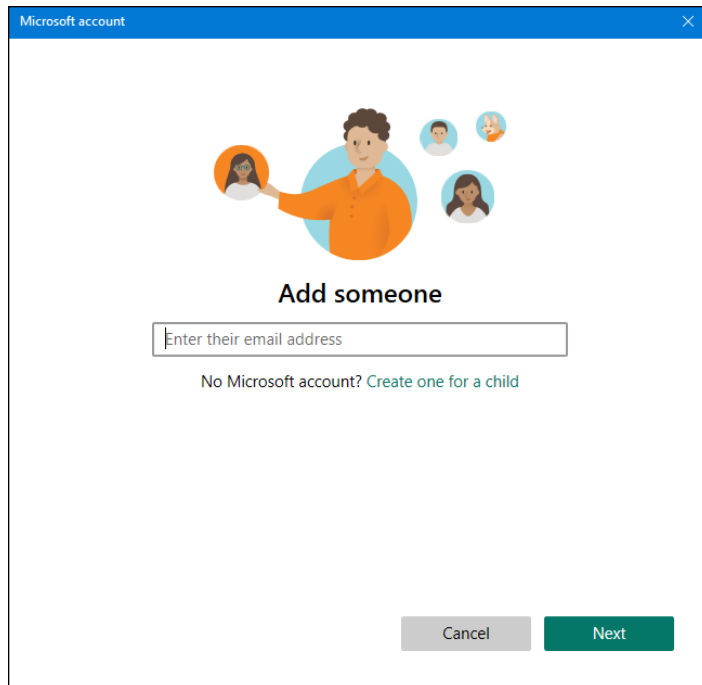 Microsoft account
Add someone
Enter their email address
No Microsoft account? Create one for a child
Cancel
Next